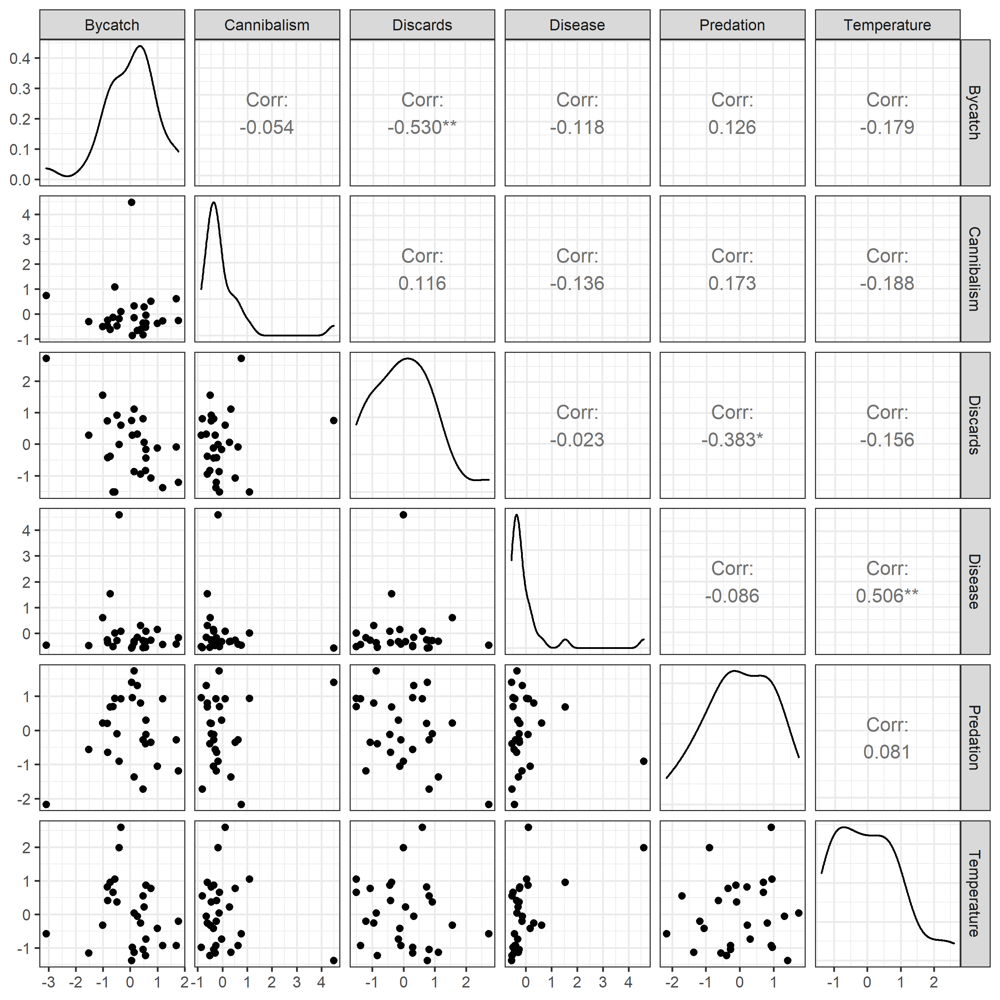 Bycatch Cannibalism Discards Disease Predation Temperature
0.4
0.3
0.2
0.1
0.0
Corr: Corr: Corr: Corr: Corr:
-0.054 -0.530** -0.118 0.126 -0.179
Bycatch
4
3
2
1
0
-1
Corr: Corr: Corr: Corr:
0.116 -0.136 0.173 -0.188
Cannibalism
2
1
0
-1
Corr: Corr: Corr:
-0.023 -0.383* -0.156
Discards
4
3
2
1
0
Corr: Corr:
-0.086 0.506**
Disease
1
0
-1
-2
Corr:
0.081
Predation
2
1
0
-1
Temperature
-3 -2 -1 0 1 2 -1 0 1 2 3 4 -1 0 1 2 0 1 2 3 4 -2 -1 0 1 -1 0 1 2